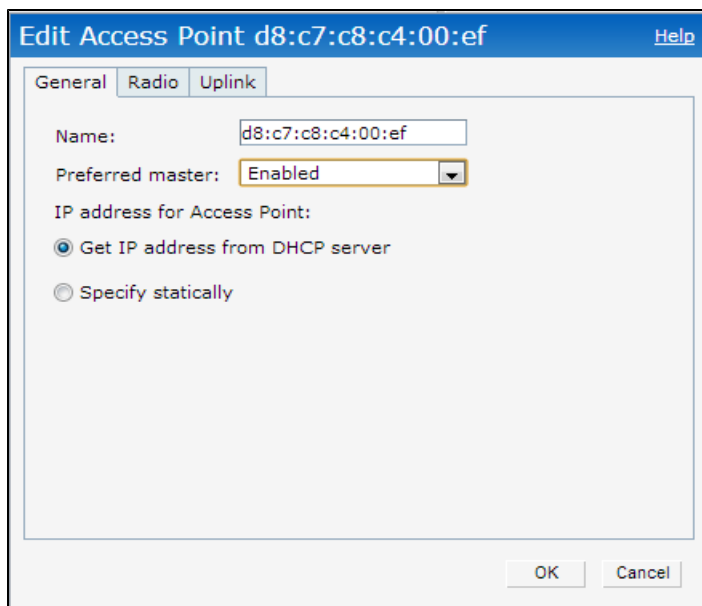 Edit Access Point d8:c7:c8:c4:00:ef Help
General Radio Uplink
Name: d8:c7:c8:c4:00:ef
Preferred master: Enabled
IP address for Access Point:
Get IP address from DHCP server
Specify statically
OK Cancel